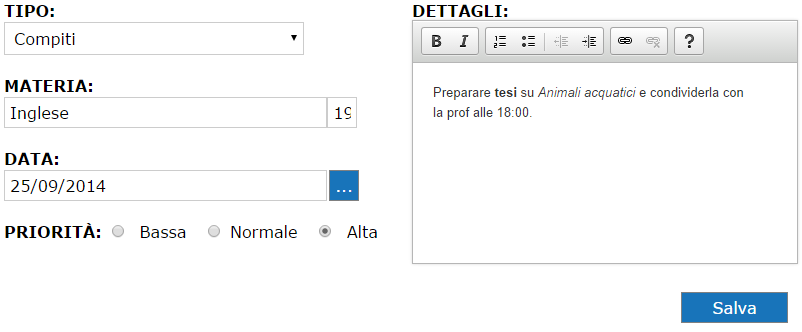 TIPO:
Compiti
MATERIA:
Inglese 19
DATA:
25/09/2014 ...
PRIORITÀ: Bassa Normale Alta
DETTAGLI:
B I ?
Preparare tesi su Animali acquatici e condividerla con
la prof alle 18:00.
Salva